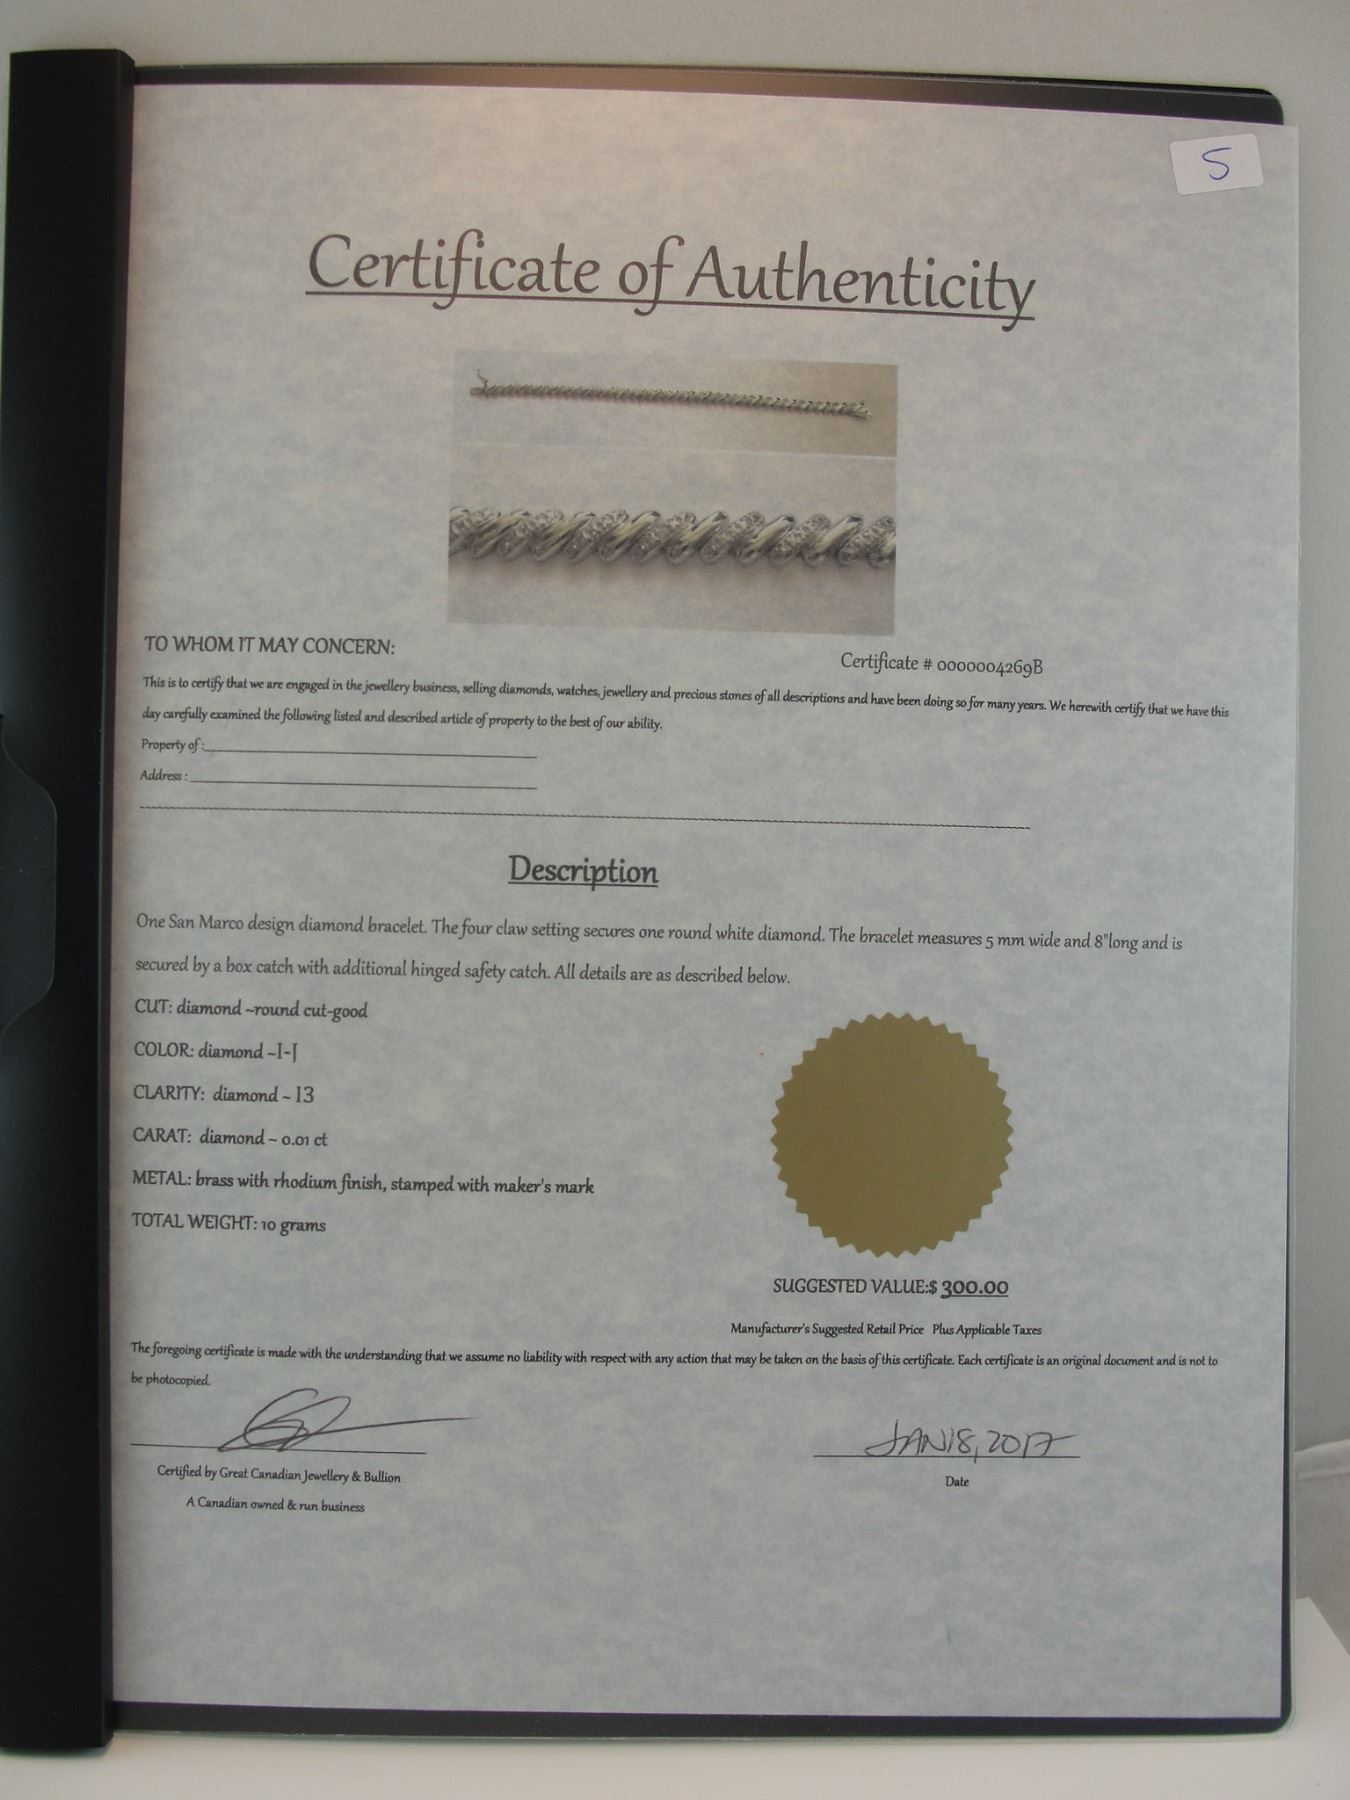 5
Certificate of Authenticity
TO WHOM IT MAY CONCERN:
Certificate # 0000004269B
This is to certify that we are engaged in the jewellery business, selling diamonds, watches, jewellery and precious stones of all descriptions and have been doing so for many years. We herewith certify that we have this
day carefully examined the following listed and described article of property to the best of our ability.
Property of :
Address :
Description
One San Marco design diamond bracelet. The four claw setting secures one round white diamond. The bracelet measures 5 mm wide and 8"long and is
secured by a box catch with additional hinged safety catch. All details are as described below.
CUT: diamond ~round cut-good
COLOR: diamond ~I-J
CLARITY: diamond ~ I3
CARAT: diamond ~ 0.01 ct
METAL: brass with rhodium finish, stamped with maker's mark
TOTAL WEIGHT: 10 grams
SUGGESTED VALUE:$ 300.00
Manufacturer's Suggested Retail Price Plus Applicable Taxes
The foregoing certificate is made with the understanding that we assume no liability with respect with any action that may be taken on the basis of this certificate. Each certificate is an original document and is not to
be photocopied.
JAN 18, 2017
Certified by Great Canadian Jewellery & Bullion
Date
A Canadian owned & run business